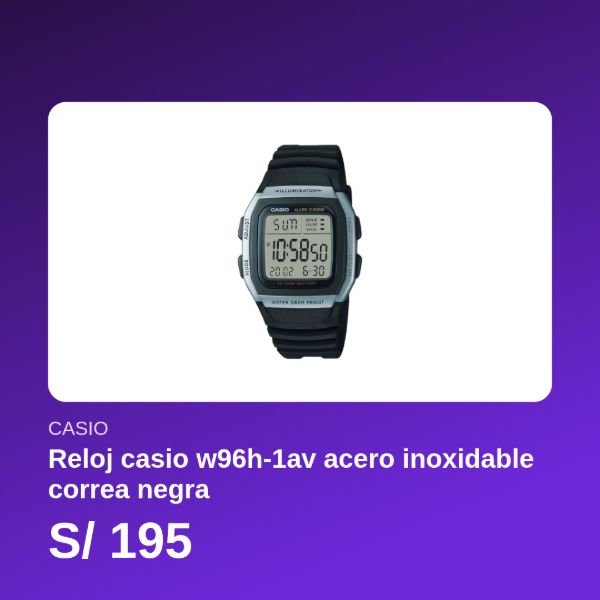 ILLUMINATOR
CASIO ALARM CHRONO
SUN
P 10:58 50
2002 6-30
10 YEAR BATTERY
WATER 50M RESIST
CASIO
Reloj casio w96h-1av acero inoxidable
correa negra
S/ 195